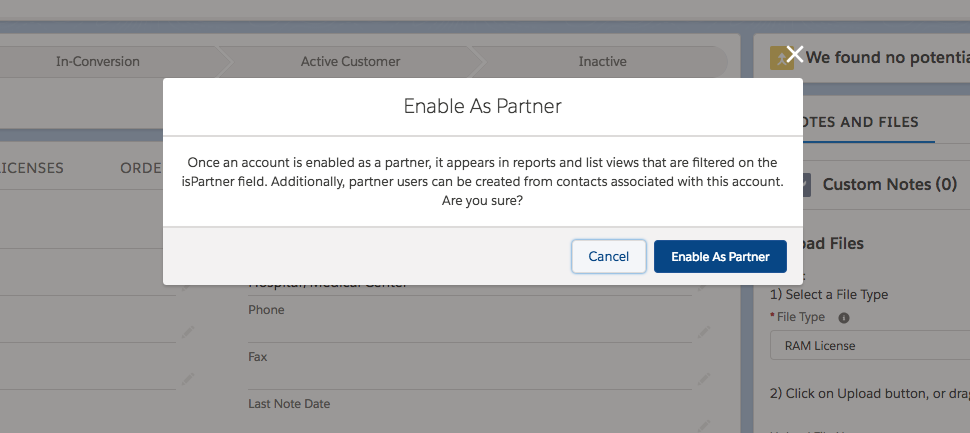 In-Conversion
Active Customer
Inactive
We found no potentia
Enable As Partner
OTES AND FILES
Once an account is enabled as a partner, it appears in reports and list views that are filtered on the
isPartner field. Additionally, partner users can be created from contacts associated with this account.
Are you sure?
ICENSES
ORDE
Custom Notes (0)
Cancel
Enable As Partner
ad Files
Hospital, Medical Center
1) Select a File Type
Phone
* File Type
RAM License
Fax
2) Click on Upload button, or drag
Last Note Date